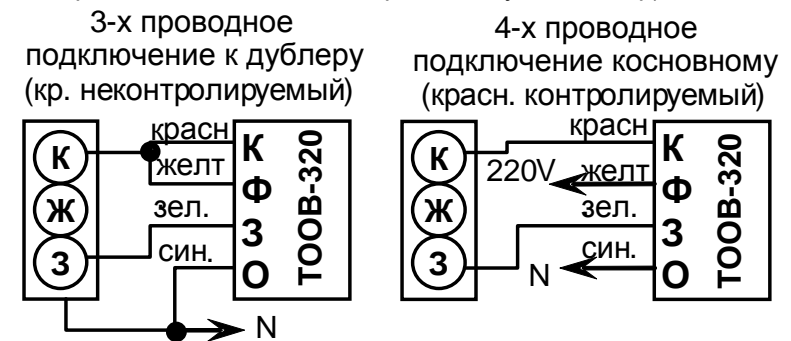 3-х проводное
подключение к дублеру
(кр. неконтролируемый)
красн
К
К
желт
Ф
Ж
зел.
З
З
син.
О
ТООВ-320
N
4-х проводное
подключение косновному
(красн. контролируемый)
красн
К
К
220V
желт
Ф
Ж
зел.
З
З
син.
О
N
ТООВ-320